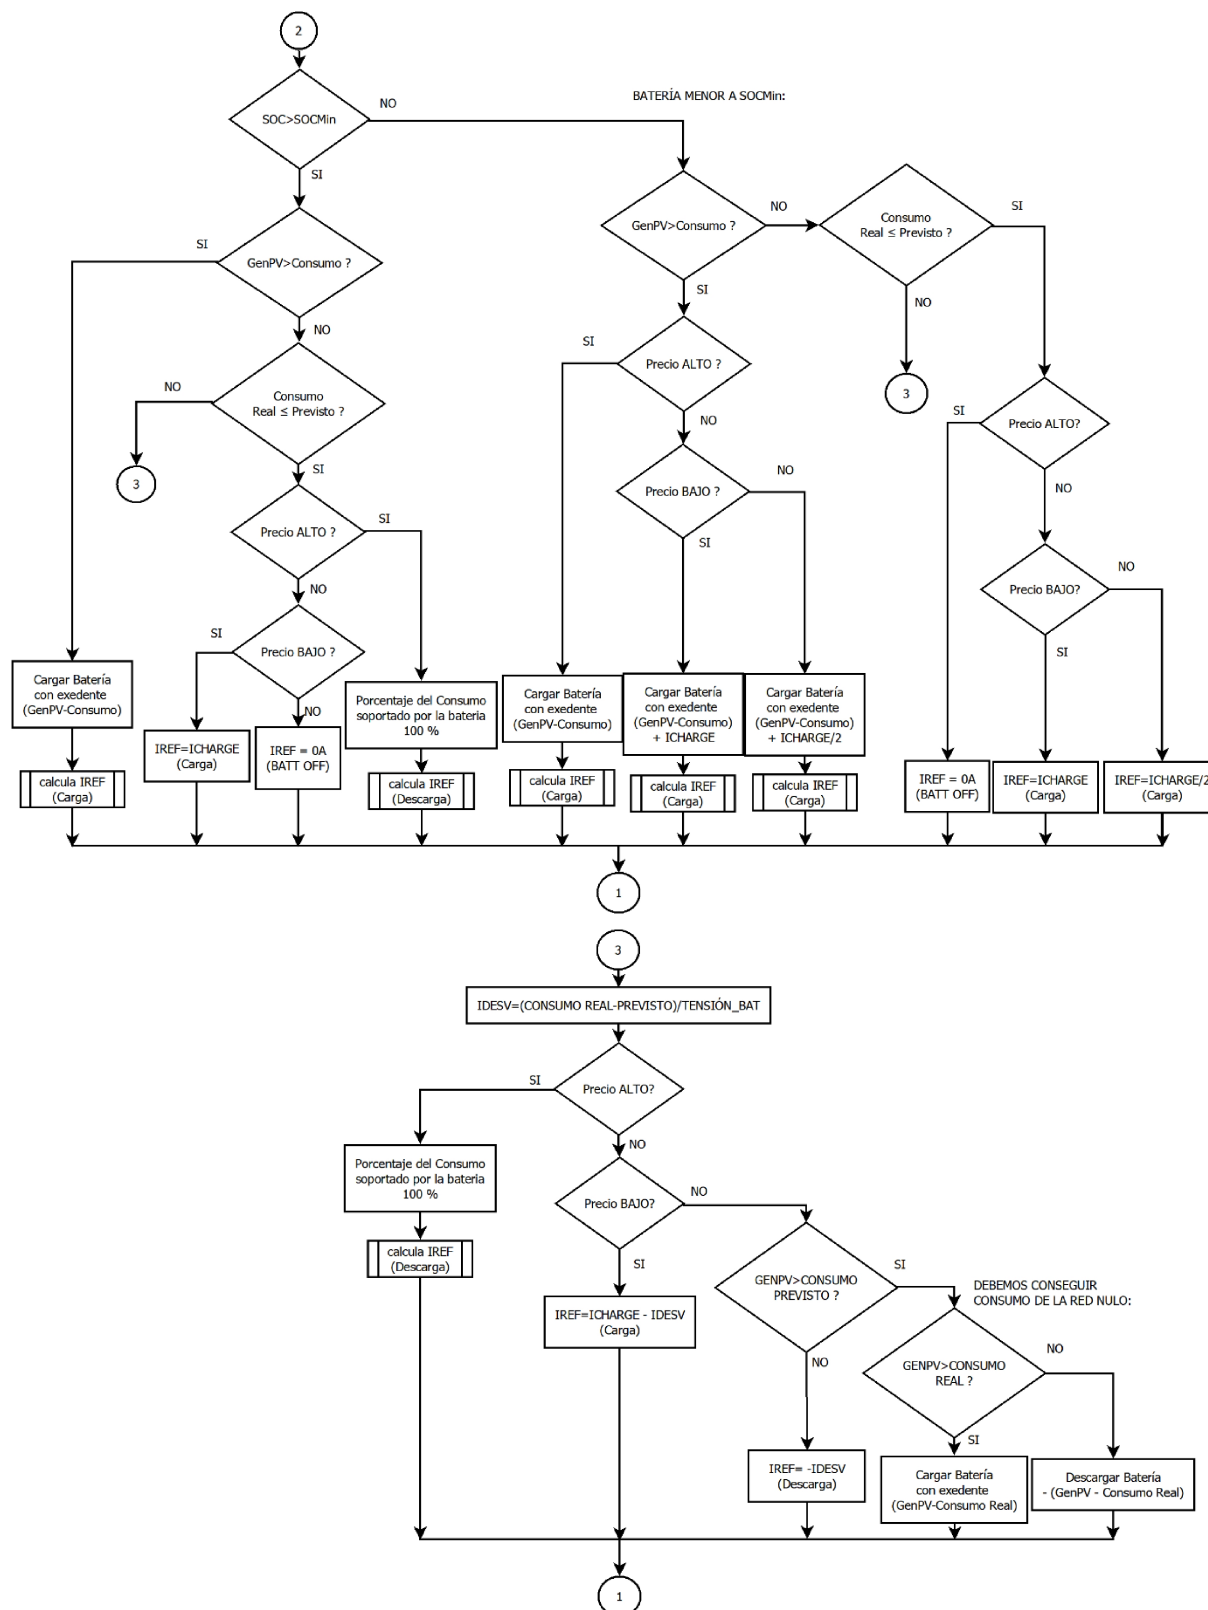 2
SOC>SOCMin
NO
BATERÍA MENOR A SOCMin:
SI
GenPV>Consumo ?
NO
Consumo
Real ≤ Previsto ?
SI
SI
GenPV>Consumo ?
SI
NO
NO
SI
Precio ALTO ?
NO
Consumo
Real ≤ Previsto ?
3
SI
Precio ALTO?
NO
3
SI
Precio BAJO ?
NO
NO
Precio ALTO ?
SI
SI
NO
Precio BAJO?
NO
SI
Precio BAJO ?
SI
Cargar Batería
con exedente
(GenPV-Consumo)
NO
Porcentaje del Consumo
soportado por la bateria
100 %
Cargar Batería
con exedente
(GenPV-Consumo)
Cargar Batería
con exedente
(GenPV-Consumo)
+ ICHARGE
Cargar Batería
con exedente
(GenPV-Consumo)
+ ICHARGE/2
IREF=ICHARGE
(Carga)
IREF = 0A
(BATT OFF)
calcula IREF
(Carga)
calcula IREF
(Descarga)
calcula IREF
(Carga)
calcula IREF
(Carga)
calcula IREF
(Carga)
IREF = 0A
(BATT OFF)
IREF=ICHARGE
(Carga)
IREF=ICHARGE/2
(Carga)
1
3
IDESV=(CONSUMO REAL-PREVISTO)/TENSIÓN_BAT
SI
Precio ALTO?
NO
Porcentaje del Consumo
soportado por la bateria
100 %
Precio BAJO?
NO
calcula IREF
(Descarga)
SI
GENPV>CONSUMO
PREVISTO ?
SI
DEBEMOS CONSEGUIR
CONSUMO DE LA RED NULO:
IREF=ICHARGE - IDESV
(Carga)
NO
GENPV>CONSUMO
REAL ?
NO
SI
IREF= -IDESV
(Descarga)
Cargar Batería
con exedente
(GenPV-Consumo Real)
Descargar Batería
- (GenPV - Consumo Real)
1